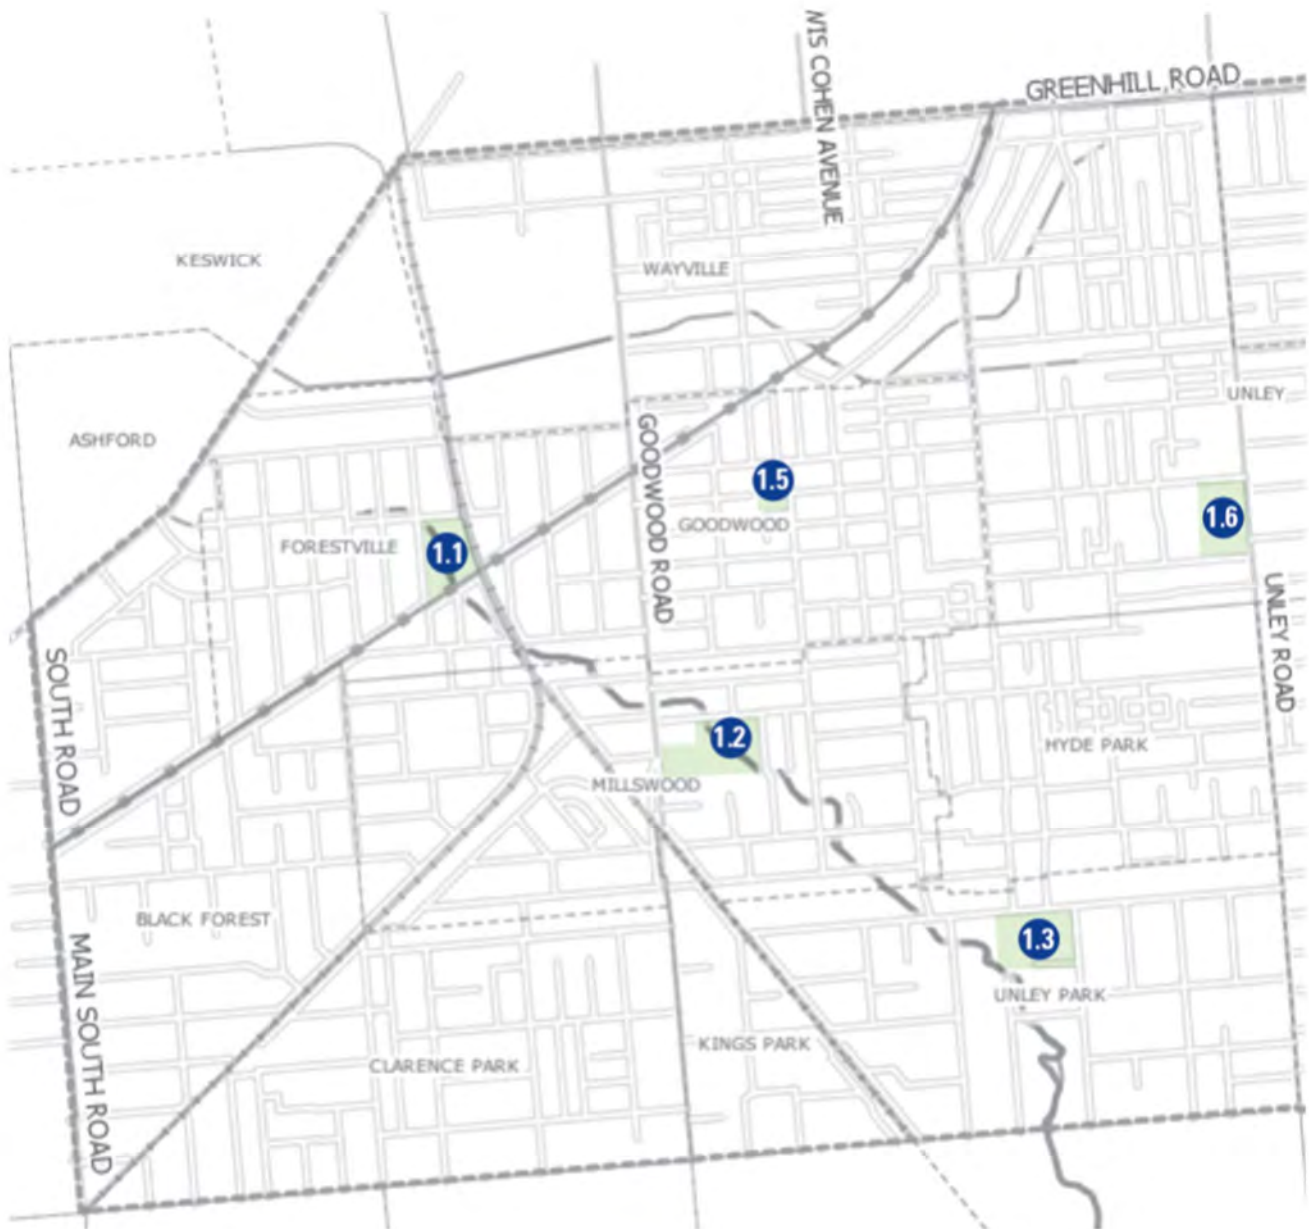 WIS COHEN AVENUE
GREENHILL ROAD
KESWICK
WAYVILLE
UNLEY
ASHFORD
GOODWOOD ROAD
1.5
1.6
GOODWOOD
FORESTVILLE
1.1
UNLEY ROAD
SOUTH ROAD
1.2
HYDE PARK
MILLSWOOD
BLACK FOREST
1.3
MAIN SOUTH ROAD
UNLEY PARK
KINGS PARK
CLARENCE PARK